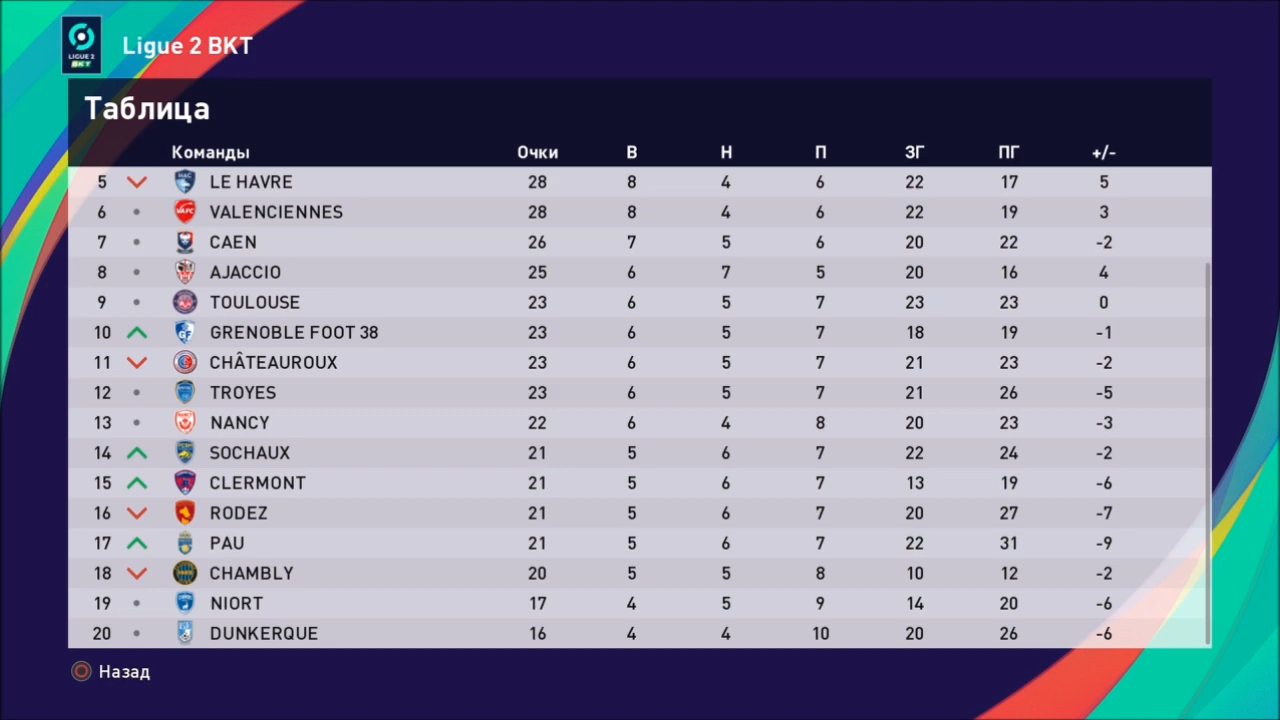 LIGUE 2
BKT
Ligue 2 BKT
Таблица
Команды Очки В Н П ЗГ ПГ +/-
5 LE HAVRE 28 8 4 6 22 17 5
6 VALENCIENNES 28 8 4 6 22 19 3
7 CAEN 26 7 5 6 20 22 -2
8 AJACCIO 25 6 7 5 20 16 4
9 TOULOUSE 23 6 5 7 23 23 0
10 GRENOBLE FOOT 38 23 6 5 7 18 19 -1
11 CHÂTEAUROUX 23 6 5 7 21 23 -2
12 TROYES 23 6 5 7 21 26 -5
13 NANCY 22 6 4 8 20 23 -3
14 SOCHAUX 21 5 6 7 22 24 -2
15 CLERMONT 21 5 6 7 13 19 -6
16 RODEZ 21 5 6 7 20 27 -7
17 PAU 21 5 6 7 22 31 -9
18 CHAMBLY 20 5 5 8 10 12 -2
19 NIORT 17 4 5 9 14 20 -6
20 DUNKERQUE 16 4 4 10 20 26 -6
Назад